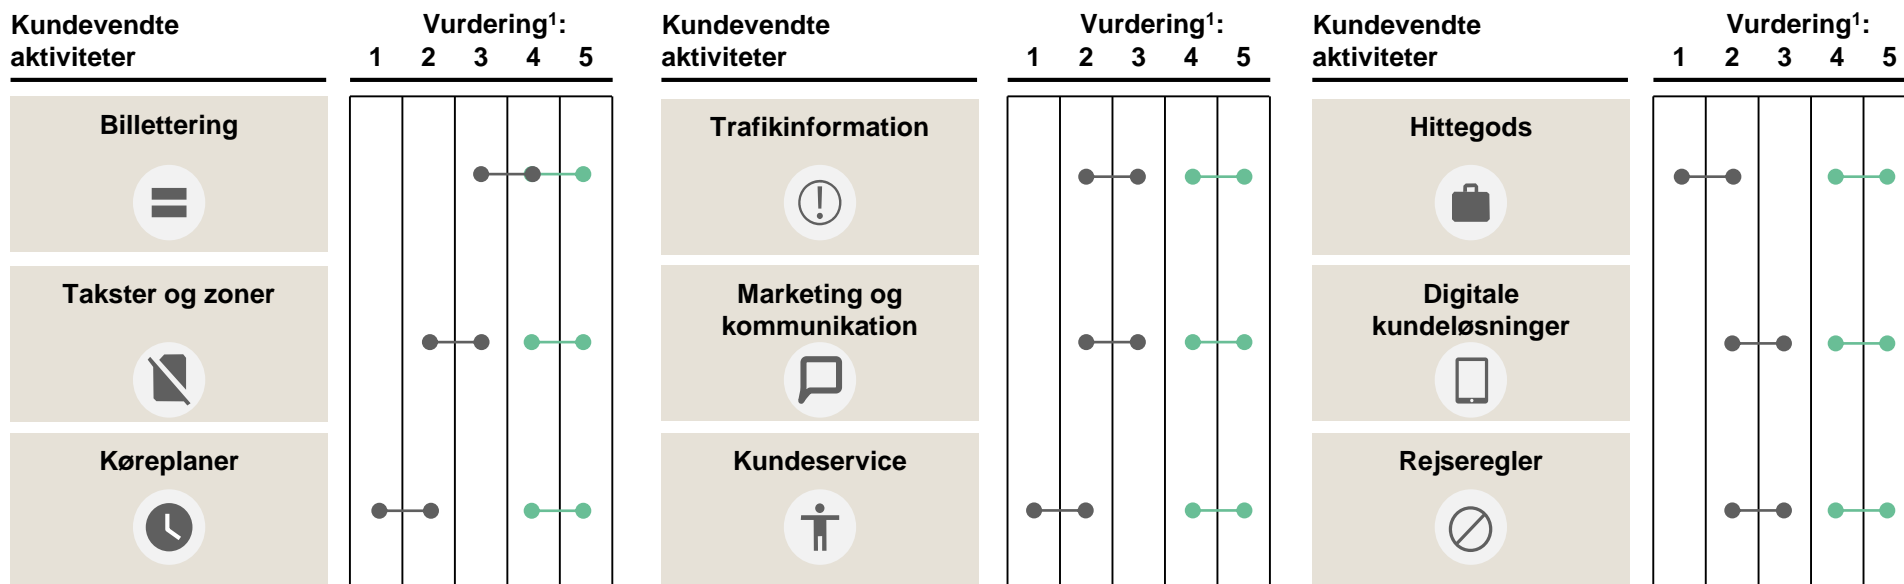 Kundevendte
aktiviteter
Vurdering¹:
1 2 3 4 5
Billettering
Takster og zoner
Køreplaner
Kundevendte
aktiviteter
Vurdering¹:
1 2 3 4 5
Trafikinformation
Marketing og
kommunikation
Kundeservice
Kundevendte
aktiviteter
Vurdering¹:
1 2 3 4 5
Hittegods
Digitale
kundeløsninger
Rejseregler